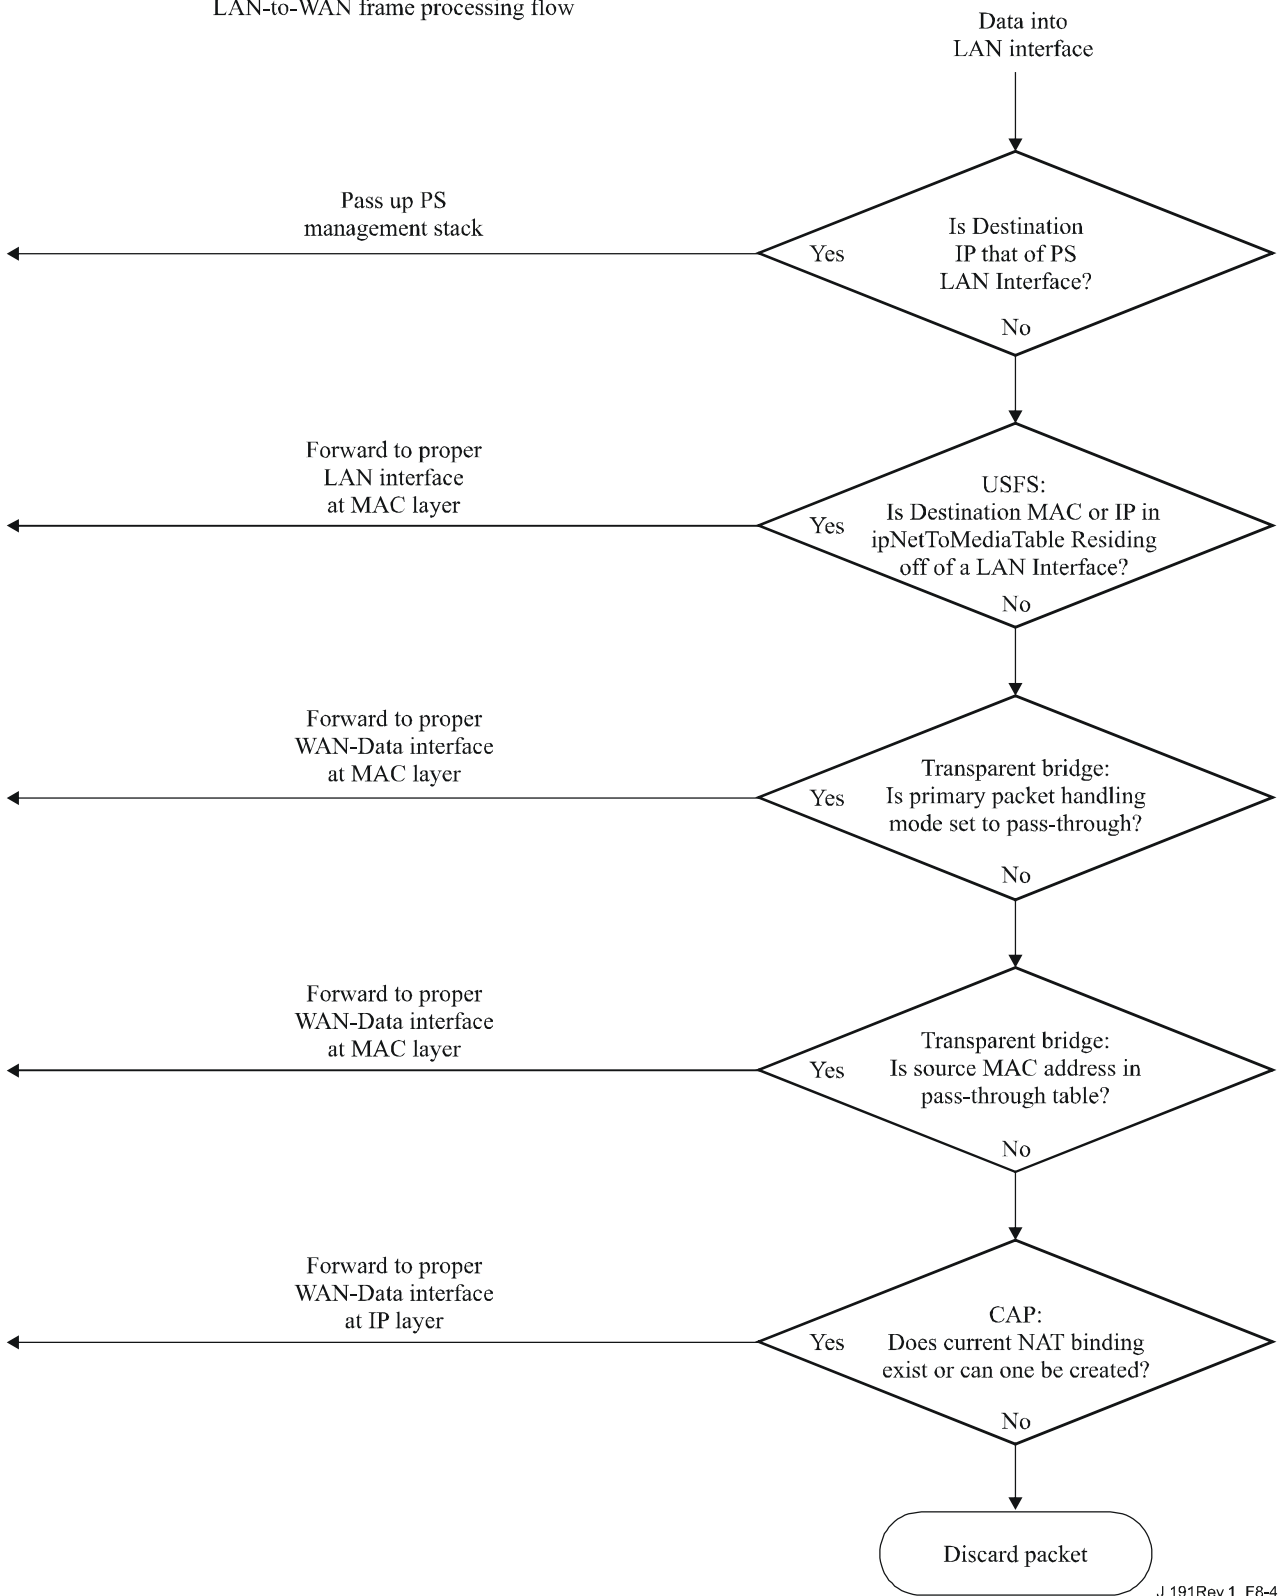 LAN-to-WAN frame processing flow
Data into
LAN interface
Pass up PS
management stack
Yes
Is Destination
IP that of PS
LAN Interface?
No
Forward to proper
LAN interface
at MAC layer
Yes
USFS:
Is Destination MAC or IP in
ipNetToMediaTable Residing
off of a LAN Interface?
No
Forward to proper
WAN-Data interface
at MAC layer
Yes
Transparent bridge:
Is primary packet handling
mode set to pass-through?
No
Forward to proper
WAN-Data interface
at MAC layer
Yes
Transparent bridge:
Is source MAC address in
pass-through table?
No
Forward to proper
WAN-Data interface
at IP layer
Yes
CAP:
Does current NAT binding
exist or can one be created?
No
Discard packet
J.191Rev.1_F8-4